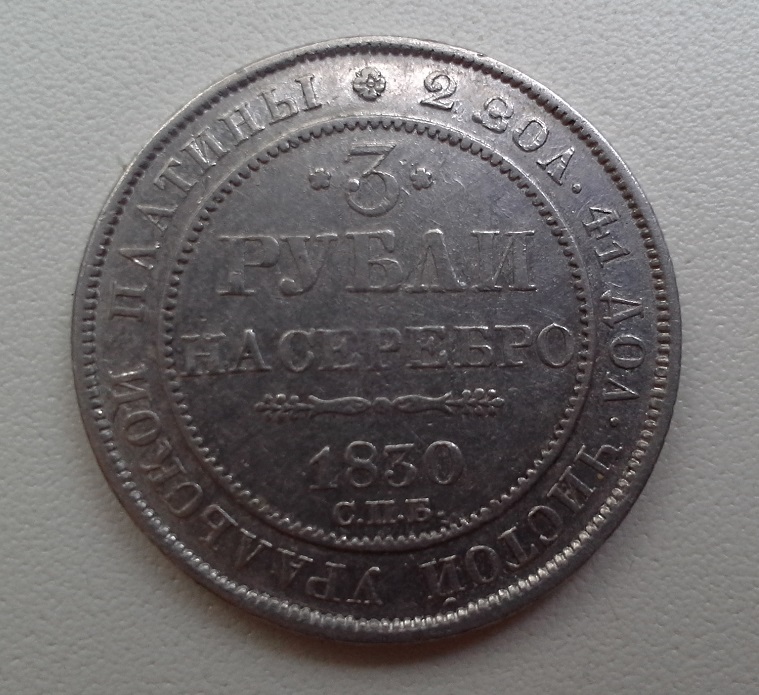 2 ЗОЛ. 41 ДОЛ. ЧИСТОЙ УРАЛЬСКОЙ ПЛАТИНЫ
* 3 *
РУБЛИ
НА СЕРЕБРО
1830
С.П.Б.